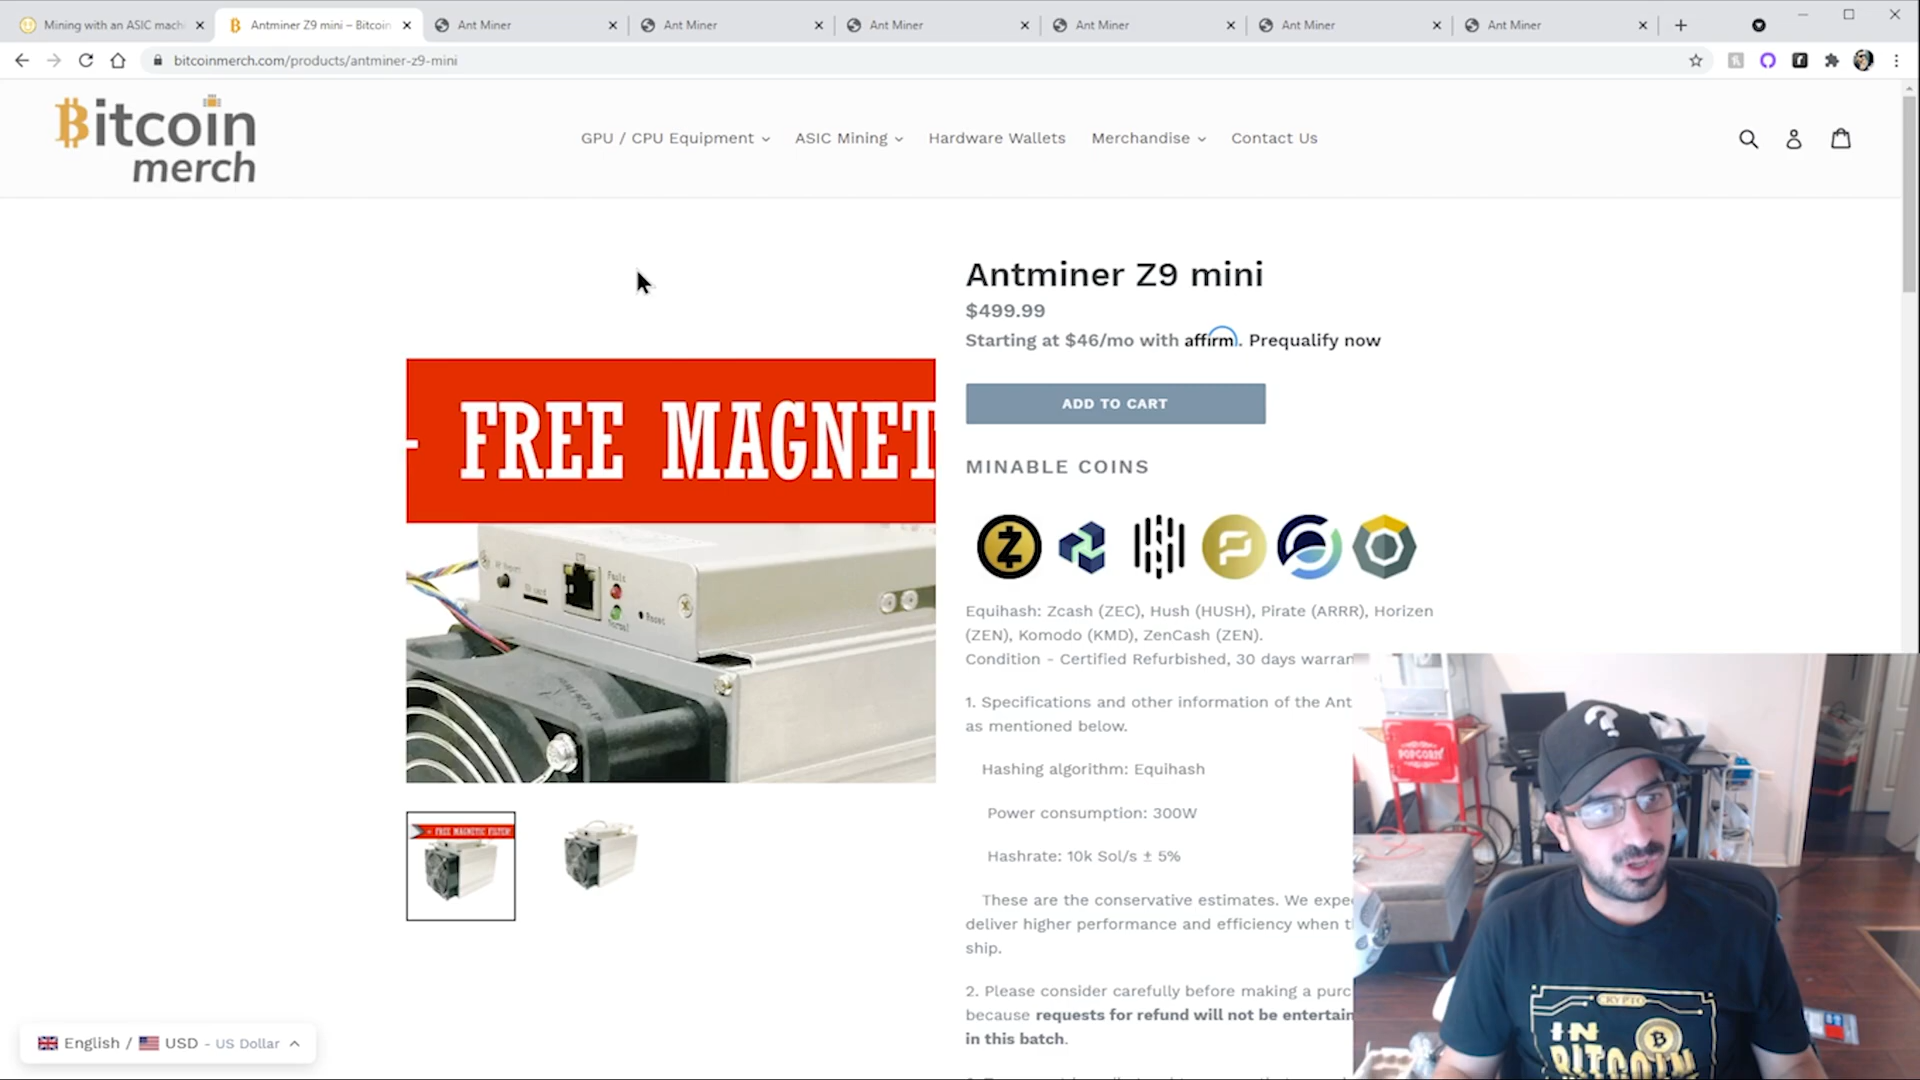 Mining with an ASIC mach
Antminer Z9 mini – Bitcoin
Ant Miner
Ant Miner
Ant Miner
Ant Miner
Ant Miner
Ant Miner
bitcoinmerch.com/products/antminer-z9-mini
Bitcoin
merch
GPU / CPU Equipment
ASIC Mining
Hardware Wallets
Merchandise
Contact Us
Antminer Z9 mini
$499.99
Starting at $46/mo with affirm. Prequalify now
ADD TO CART
FREE MAGNET
MINABLE COINS
Equihash: Zcash (ZEC), Hush (HUSH), Pirate (ARRR), Horizen
(ZEN), Komodo (KMD), ZenCash (ZEN).
Condition - Certified Refurbished, 30 days warran
1. Specifications and other information of the Ant
as mentioned below.
Hashing algorithm: Equihash
Power consumption: 300W
Hashrate: 10k Sol/s ± 5%
These are the conservative estimates. We expe
deliver higher performance and efficiency when t
ship.
2. Please consider carefully before making a purc
because requests for refund will not be entertain
in this batch.
+ FREE MAGNETIC FILTER!
English / USD - US Dollar
POPCORN
CRYPTO
IN
BITCOIN